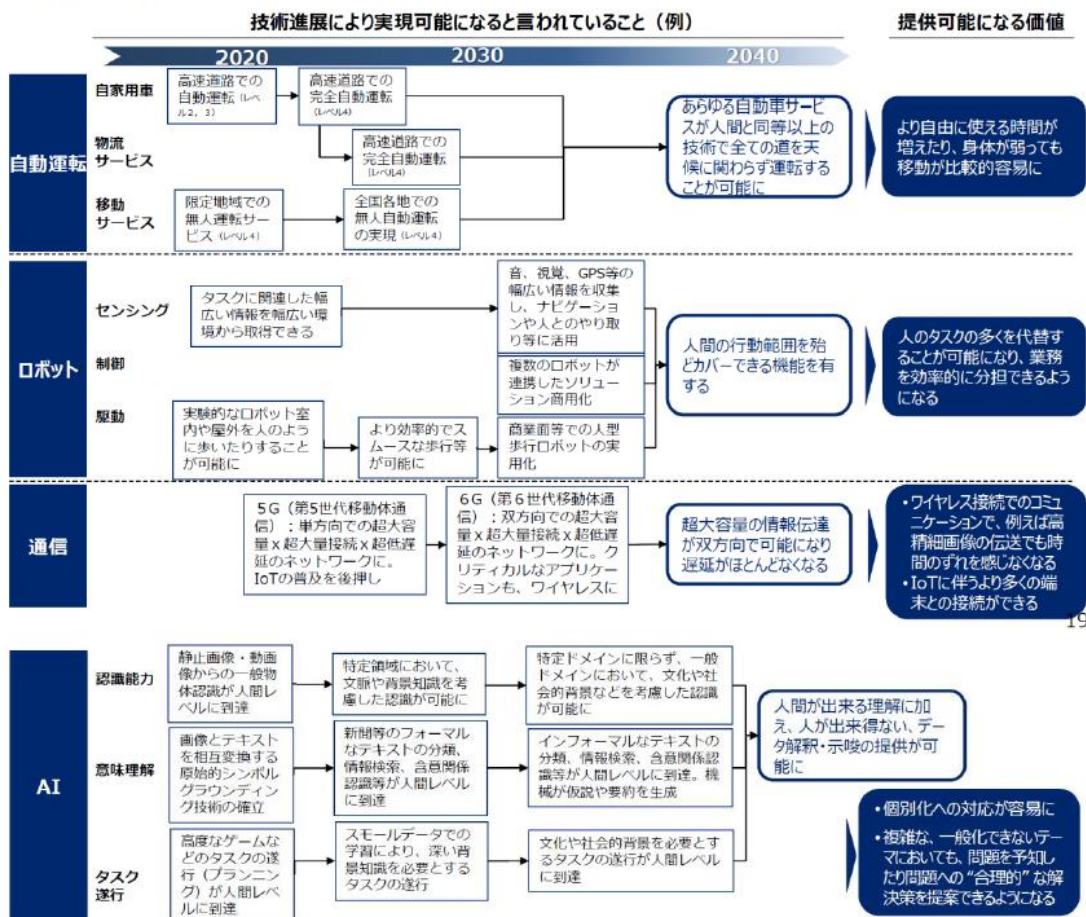 技術進展により実現可能になると言われていること（例）
提供可能になる価値
2020
2030
2040
自動運転
自家用車
高速道路での
自動運転（レベ
ル2，3）
高速道路での
完全自動運転
（レベル4）
物流
サービス
高速道路での
完全自動運転
（レベル4）
移動
サービス
限定地域での
無人運転サー
ビス（レベル4）
全国各地での
無人自動運転
の実現（レベル4）
あらゆる自動車サービ
スが人間と同等以上の
技術で全ての道を天
候に関わらず運転する
ことが可能に
より自由に使える時間が
増えたり、身体が弱っても
移動が比較的容易に
ロボット
センシング
タスクに関連した幅
広い情報を幅広い環
境から取得できる
音、視覚、GPS等の
幅広い情報を収集
し、ナビゲーション
や人とのやり取
り等に活用
制御
複数のロボットが
連携したソリュー
ション商用化
駆動
実験的なロボット室
内や屋外を人のよう
に歩いたりすること
が可能に
より効率的でス
ムースな歩行等
が可能に
商業面等での人型
歩行ロボットの実
用化
人間の行動範囲を殆
どカバーできる機能を有
する
人のタスクの多くを代替す
ることが可能になり、業務
を効率的に分担できるよう
になる
通信
5G（第5世代移動体通
信）：単方向での超大容
量x超大量接続x超低遅
延のネットワークに。
IoTの普及を後押し
6G（第６世代移動体通
信）：双方向での超大容
量x超大量接続x超低遅
延のネットワークに。ク
リティカルなアプリケー
ションも、ワイヤレスに
超大容量の情報伝達
が双方向で可能になり
遅延がほとんどなくなる
・ワイヤレス接続でのコミュ
ニケーションで、例えば高
精細画像の伝送でも時間
のずれを感じなくなる
・IoTに伴うより多くの端
末との接続ができる
19
AI
認識能力
静止画像・動画
像からの一般物
体認識が人間レ
ベルに到達
特定領域において、
文脈や背景知識を考
慮した認識が可能に
特定ドメインに限らず、一般
ドメインにおいて、文化や社
会的背景などを考慮した認識
が可能に
意味理解
画像とテキスト
を相互変換する
原始的シンボル
グラウンディン
グ技術の確立
新聞等のフォーマル
なテキストの分類、
情報検索、含意関係
認識等が人間レベル
に到達
インフォーマルなテキストの
分類、情報検索、含意関係認
識等が人間レベルに到達。機
械が仮説や要約を生成
タスク
遂行
高度なゲームな
どのタスクの遂
行（プランニン
グ）が人間レベ
ルに到達
スモールデータでの
学習により、深い背
景知識を必要とする
タスクの遂行
文化や社会的背景を必要とす
るタスクの遂行が人間レベル
に到達
人間が出来る理解に加
え、人が出来得ない、デー
タ解釈・示唆の提供が可
能に
・個別化への対応が容易に
・複雑な、一般化できないテー
マにおいても、問題を予知し
たり問題への“合理的”な解
決策を提案できるようになる